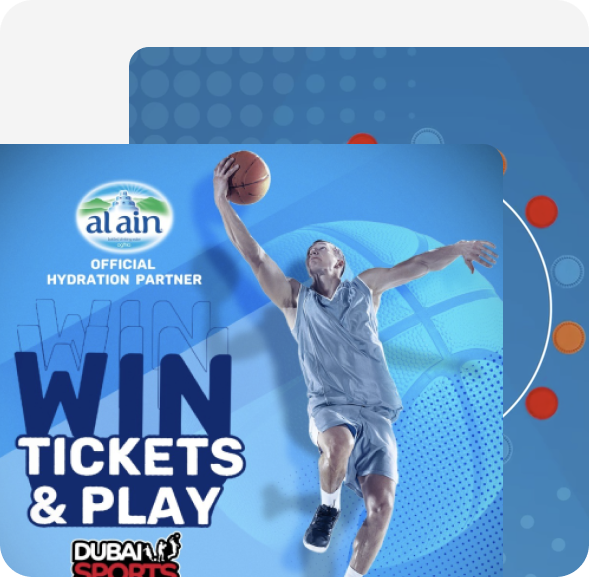 al ain
OFFICIAL
HYDRATION PARTNER
WIN
WIN
TICKETS
& PLAY
DUBAI
SPORTS